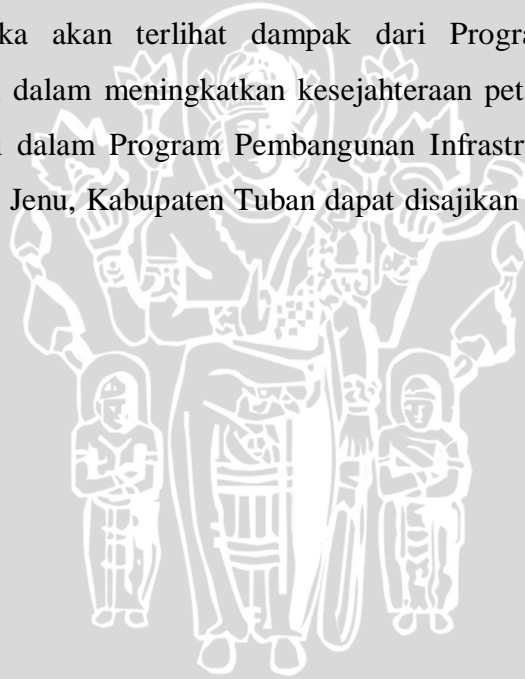 ka akan terlihat dampak dari Progra
dalam meningkatkan kesejahteraan pet
dalam Program Pembangunan Infrastr
Jenu, Kabupaten Tuban dapat disajikan